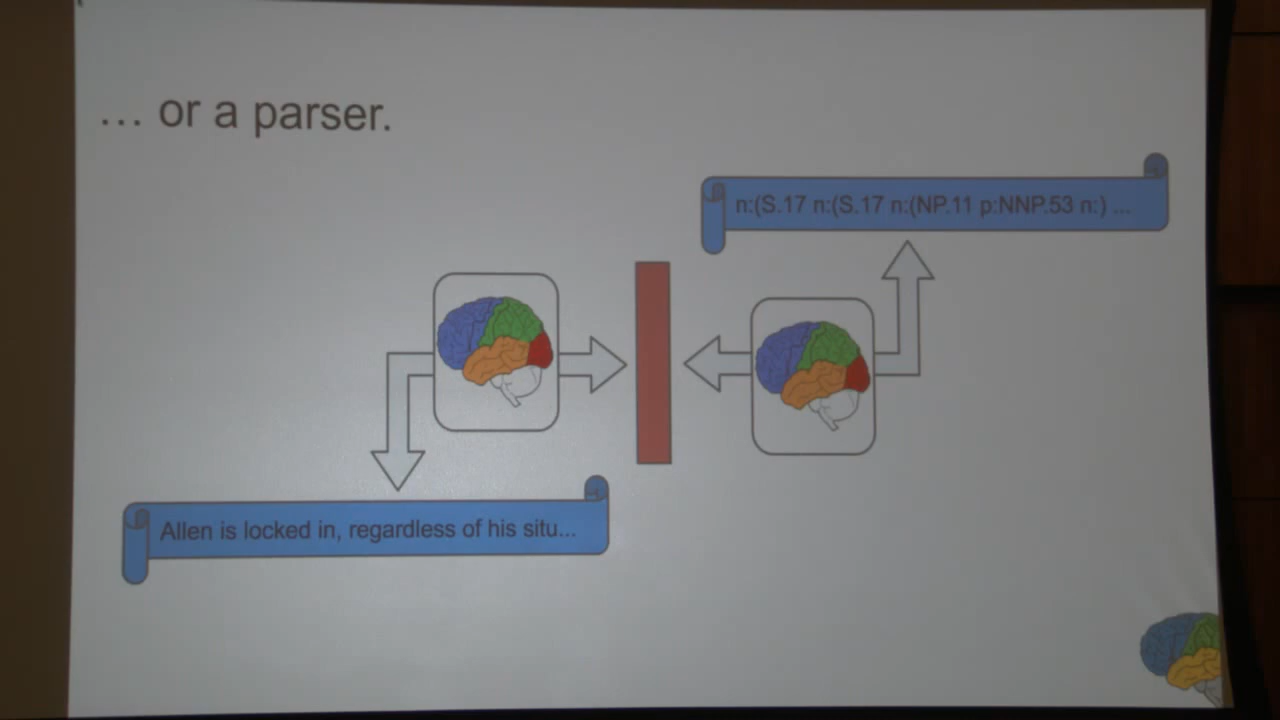 ... or a parser.
n:(S.17 n:(S.17 n:(NP.11 p:NNP.53 n:) ...
Allen is locked in, regardless of his situ...